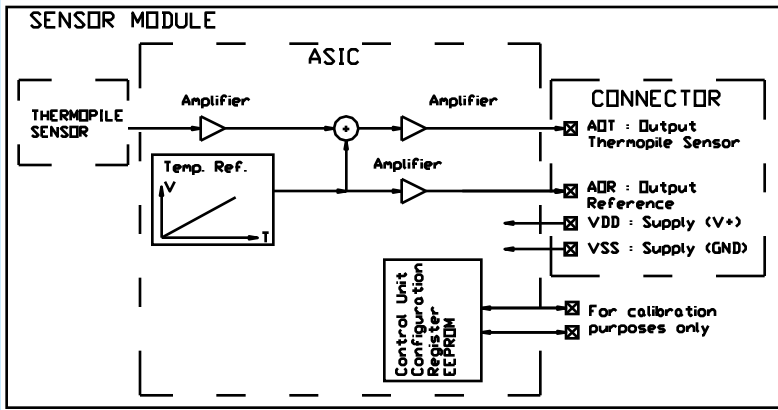 SENSOR MODULE
ASIC
THERMOPILE
SENSOR
Amplifier
+
Amplifier
Temp. Ref.
V
T
Amplifier
CONNECTOR
AOT : Output
Thermopile Sensor
AOR : Output
Reference
VDD : Supply (V+)
VSS : Supply (GND)
Control Unit
Configuration
Register
EEPROM
For calibration
purposes only